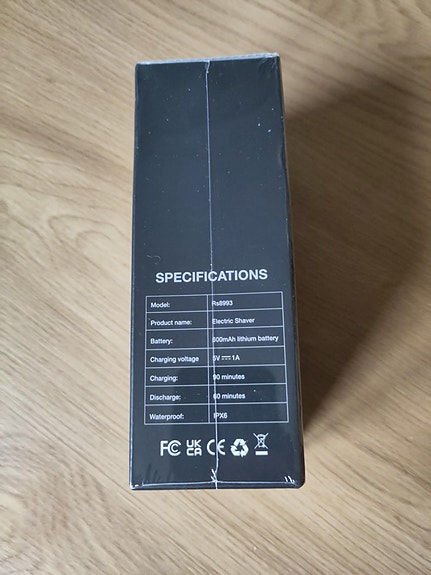 SPECIFICATIONS
Model: Rs8993
Product name: Electric Shaver
Battery: 800mAh lithium battery
Charging voltage 5V⎓1A
Charging: 90 minutes
Discharge: 60 minutes
Waterproof: IPX6
FC UK CA CE